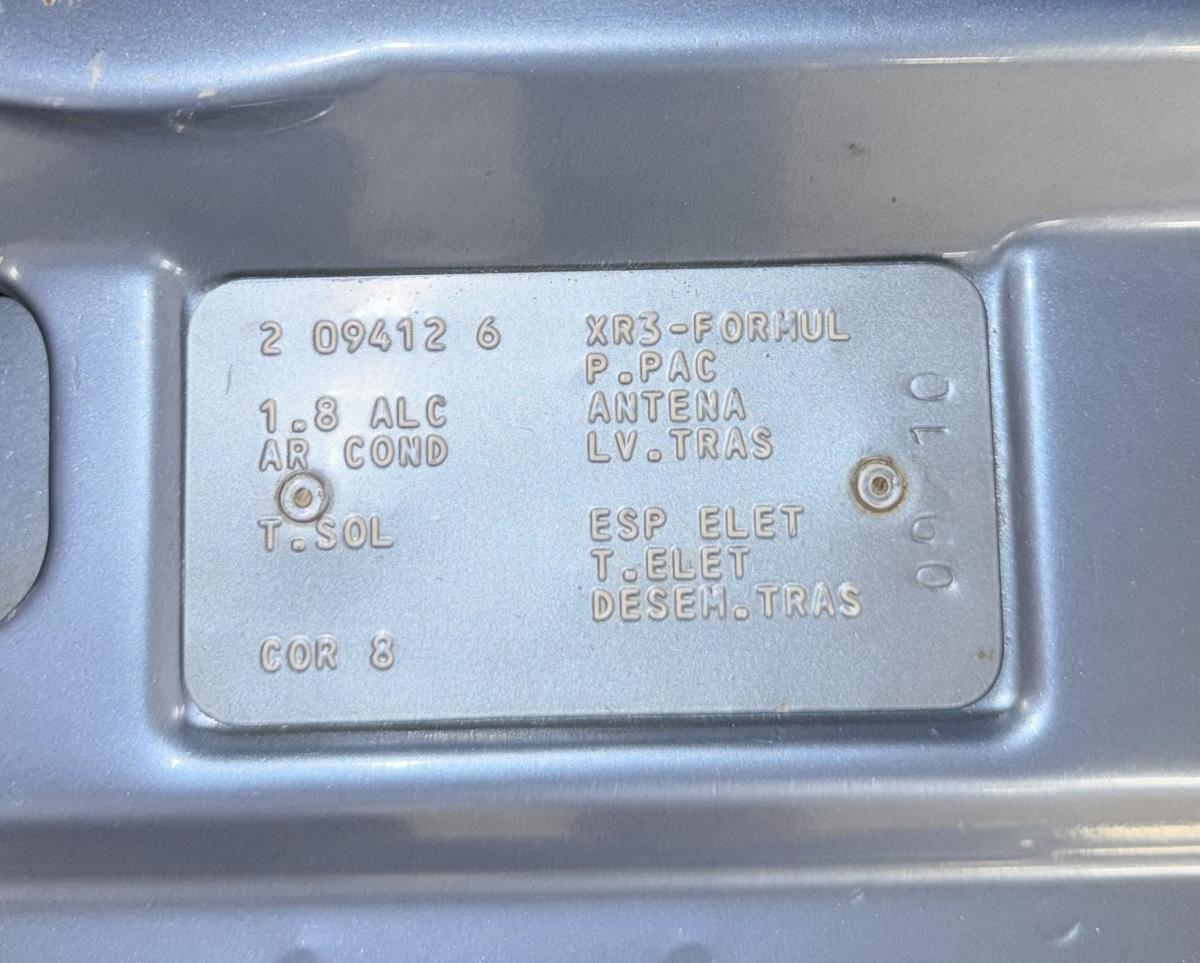 2 09412 6
1.8 ALC
AR COND
T.SOL
COR 8
XR3-FORMUL
P.PAC
ANTENA
LV.TRAS
ESP ELET
T.ELET
DESEM.TRAS